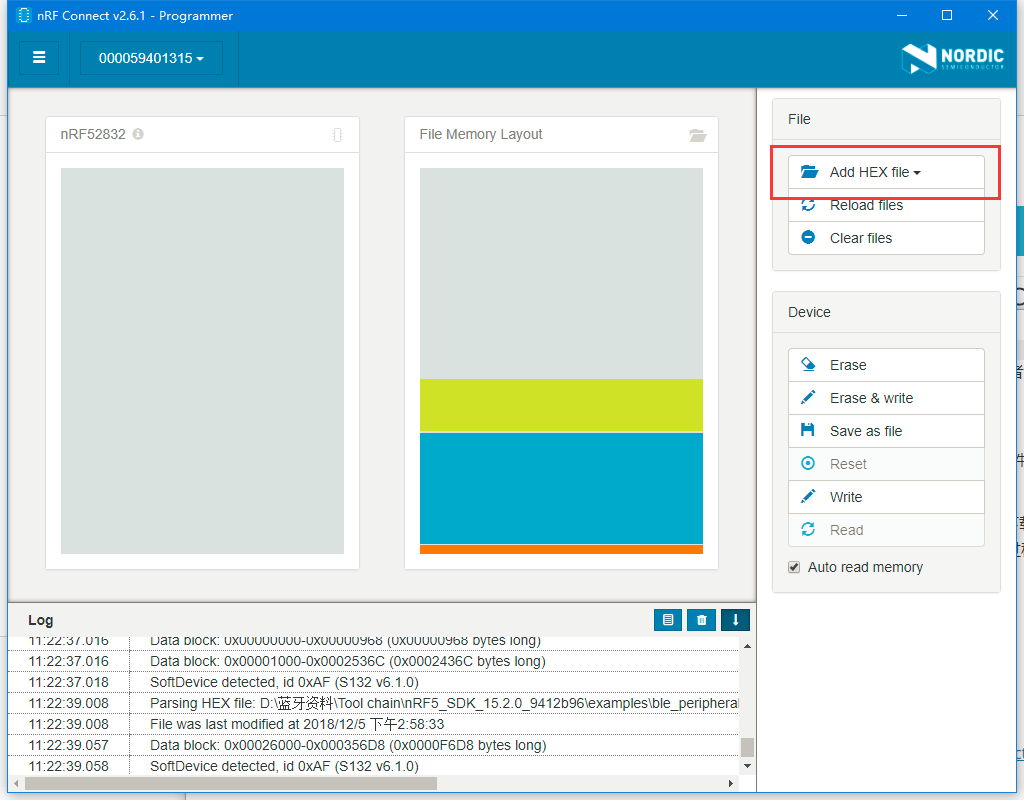 nRF Connect v2.6.1 - Programmer
000059401315
NORDIC
SEMICONDUCTOR
nRF52832
File Memory Layout
File
Add HEX file
Reload files
Clear files
Device
Erase
Erase & write
Save as file
Reset
Write
Read
Auto read memory
Log
11:22:37.016 Data block: 0x00000000-0x00000968 (0x00000968 bytes long)
11:22:37.016 Data block: 0x00001000-0x0002536C (0x0002436C bytes long)
11:22:37.018 SoftDevice detected, id 0xAF (S132 v6.1.0)
11:22:39.008 Parsing HEX file: D:\蓝牙资料\Tool chain\nRF5_SDK_15.2.0_9412b96\examples\ble_peripheral
11:22:39.008 File was last modified at 2018/12/5 下午2:58:33
11:22:39.057 Data block: 0x00026000-0x000356D8 (0x0000F6D8 bytes long)
11:22:39.058 SoftDevice detected, id 0xAF (S132 v6.1.0)